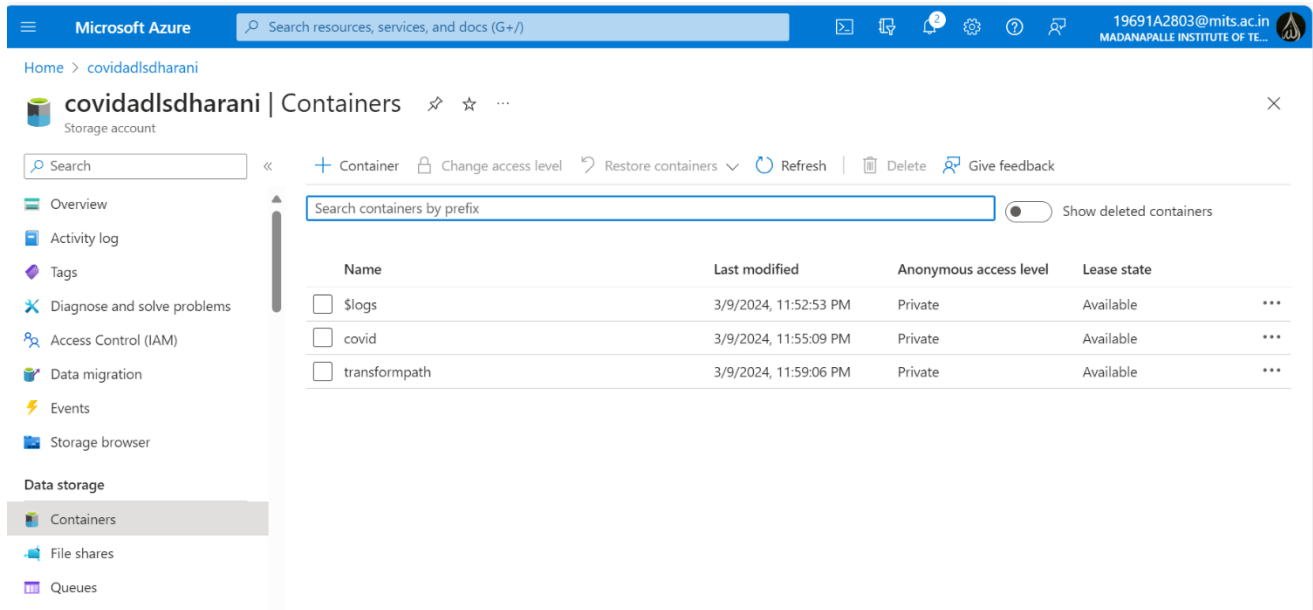 Microsoft Azure
Search resources, services, and docs (G+/)
2
19691A2803@mits.ac.in
MADANAPALLE INSTITUTE OF TE...
Home > covidadlsdharani
covidadlsdharani | Containers
Storage account
Search
Container
Change access level
Restore containers
Refresh
Delete
Give feedback
Search containers by prefix
Show deleted containers
Overview
Activity log
Tags
Diagnose and solve problems
Access Control (IAM)
Data migration
Events
Storage browser
Data storage
Containers
File shares
Queues
Name Last modified Anonymous access level Lease state
$logs 3/9/2024, 11:52:53 PM Private Available
covid 3/9/2024, 11:55:09 PM Private Available
transformpath 3/9/2024, 11:59:06 PM Private Available